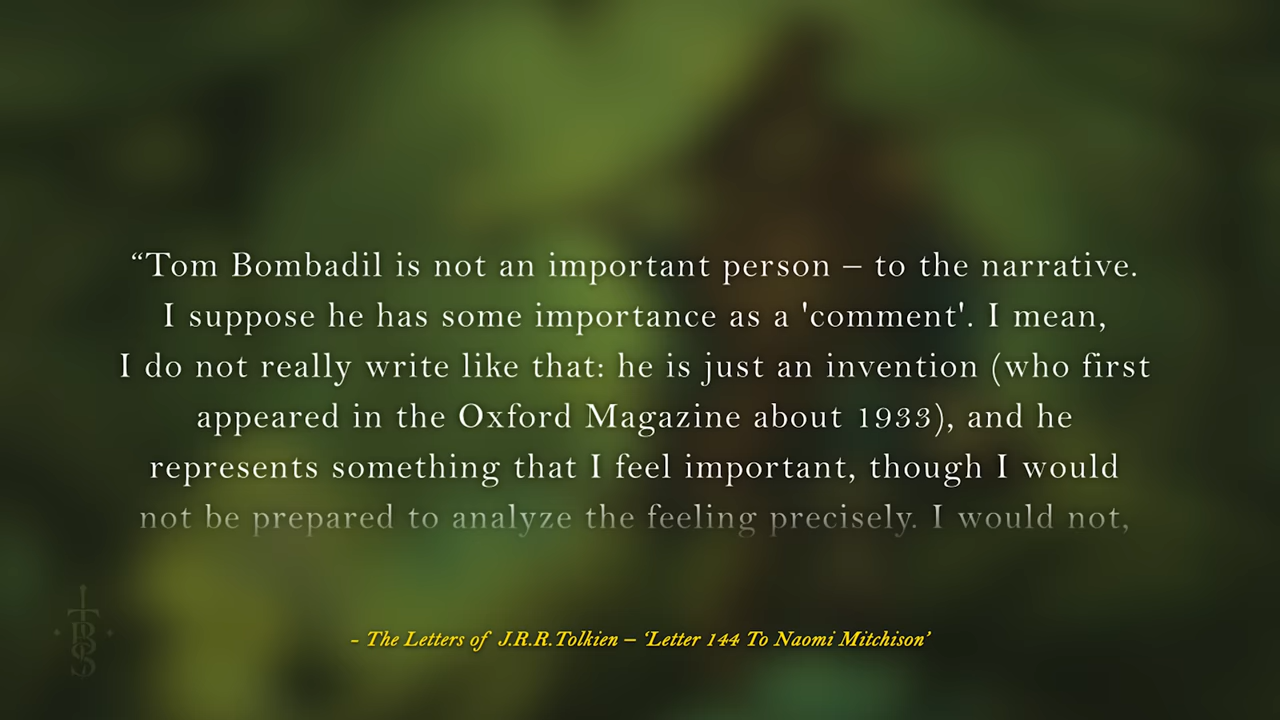 “Tom Bombadil is not an important person – to the narrative.
I suppose he has some importance as a 'comment'. I mean,
I do not really write like that: he is just an invention (who first
appeared in the Oxford Magazine about 1933), and he
represents something that I feel important, though I would
not be prepared to analyze the feeling precisely. I would not,
- The Letters of J.R.R.Tolkien – ‘Letter 144 To Naomi Mitchison’